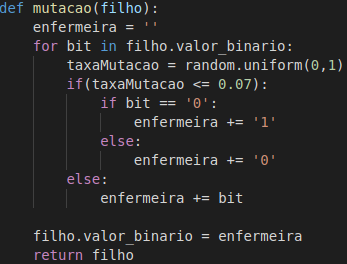 def mutacao(filho):
    enfermeira = ''
    for bit in filho.valor_binario:
        taxaMutacao = random.uniform(0,1)
        if(taxaMutacao <= 0.07):
            if bit == '0':
                enfermeira += '1'
            else:
                enfermeira += '0'
        else:
            enfermeira += bit

    filho.valor_binario = enfermeira
    return filho